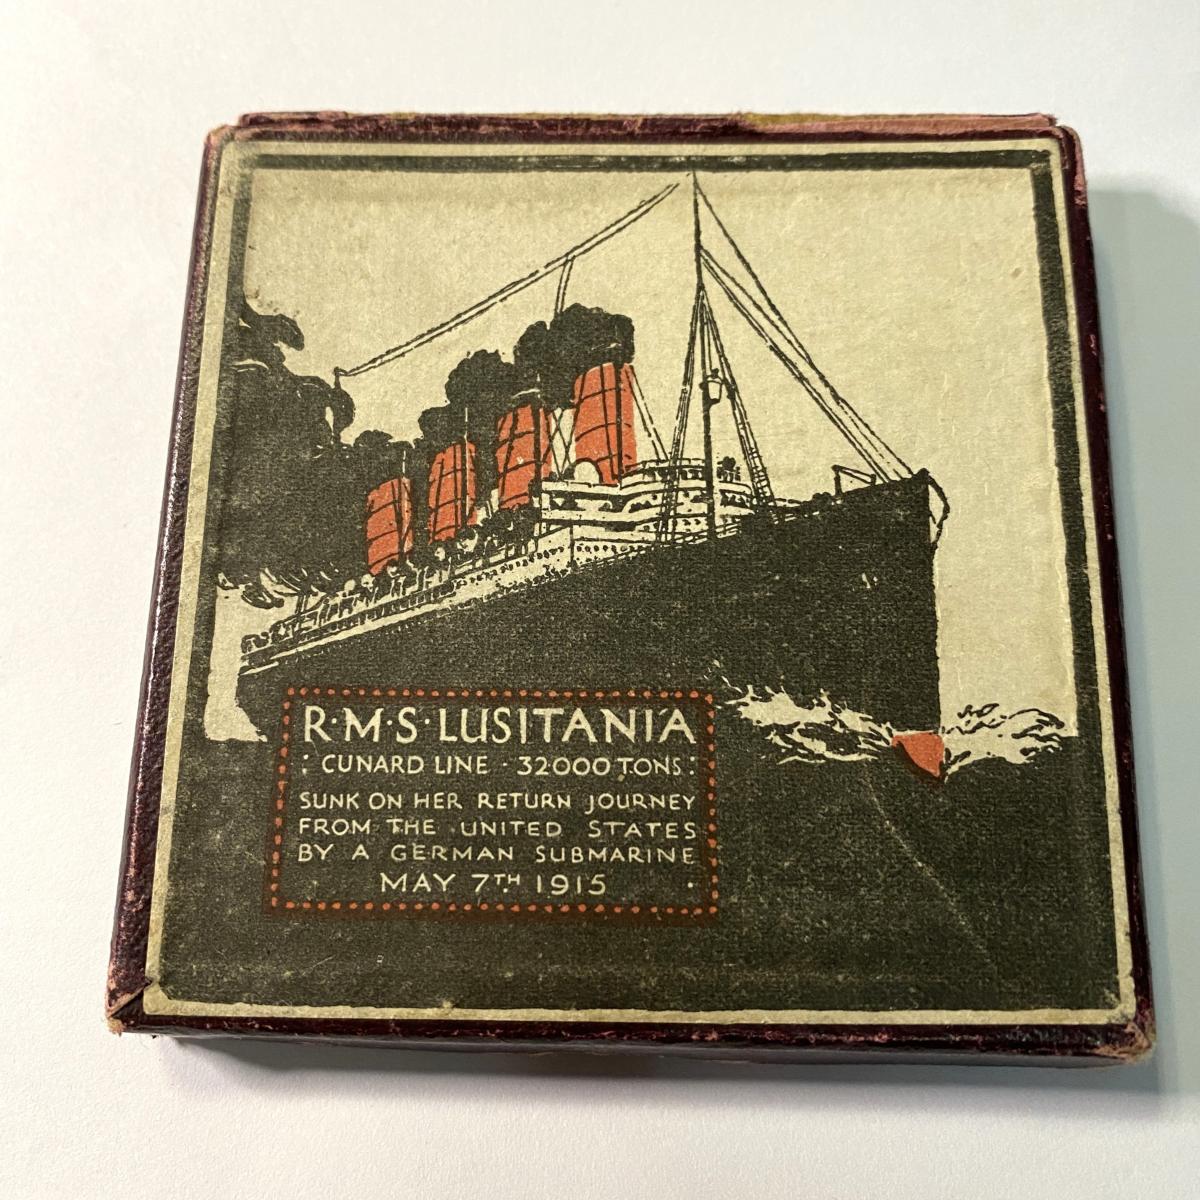 R·M·S·LUSITANIA
: CUNARD LINE · 32000 TONS :
SUNK ON HER RETURN JOURNEY
FROM THE UNITED STATES
BY A GERMAN SUBMARINE
MAY 7TH 1915